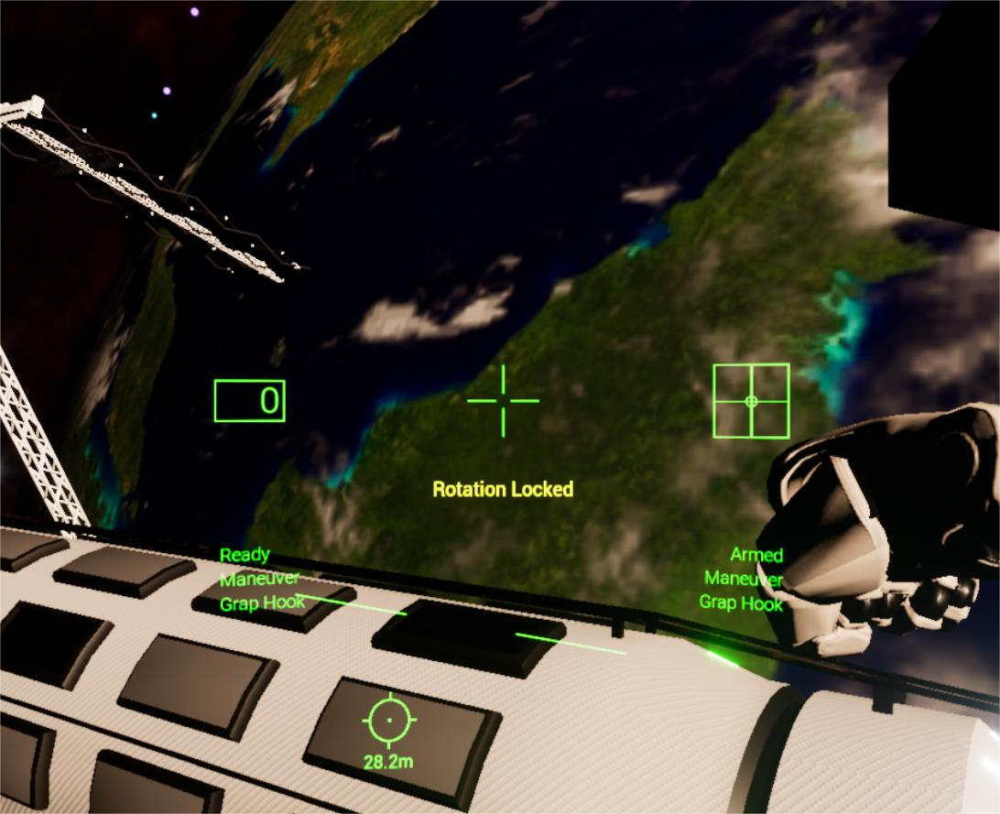 0
Rotation Locked
Ready
Maneuver
Grap Hook
Armed
Maneuver
Grap Hook
28.2m